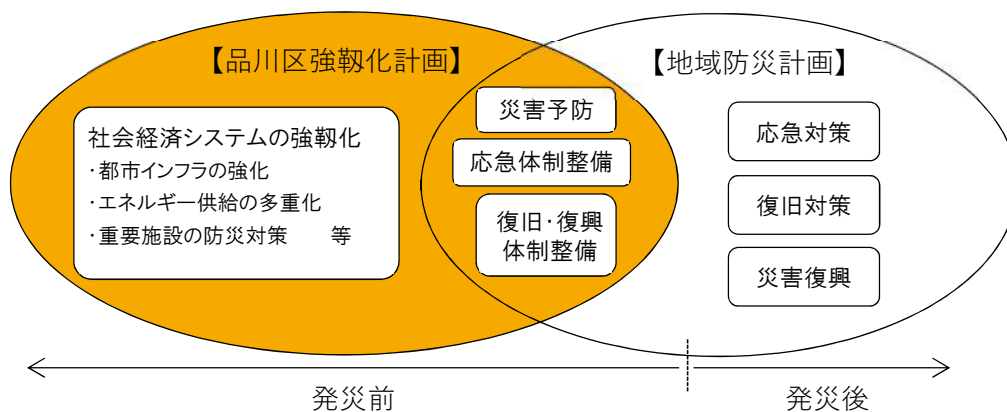 【品川区強靱化計画】
【地域防災計画】
社会経済システムの強靱化
・都市インフラの強化
・エネルギー供給の多重化
・重要施設の防災対策　等
災害予防
応急体制整備
復旧・復興
体制整備
応急対策
復旧対策
災害復興
発災前
発災後